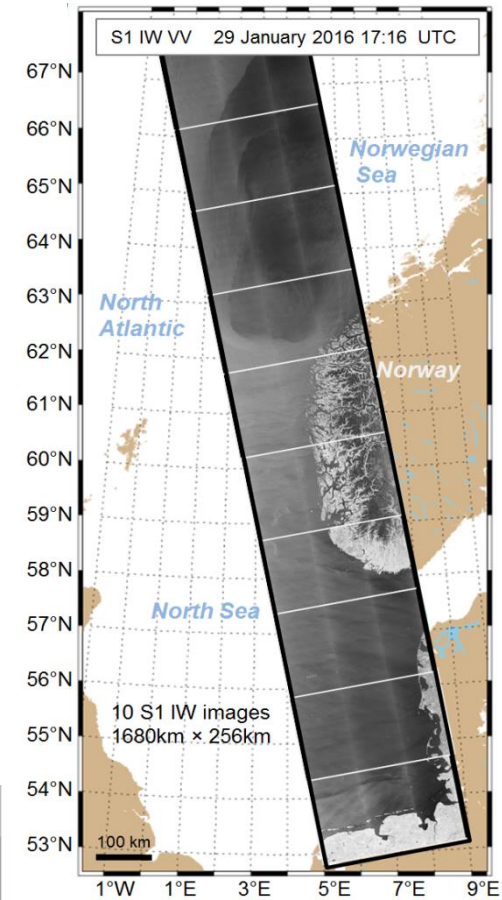 S1 IW VV 29 January 2016 17:16 UTC
67°N
66°N
Norwegian
Sea
65°N
64°N
63°N
North
Atlantic
62°N
Norway
61°N
60°N
59°N
58°N
North Sea
57°N
56°N
10 S1 IW images
1680km × 256km
55°N
54°N
100 km
53°N
1°W 1°E 3°E 5°E 7°E 9°E